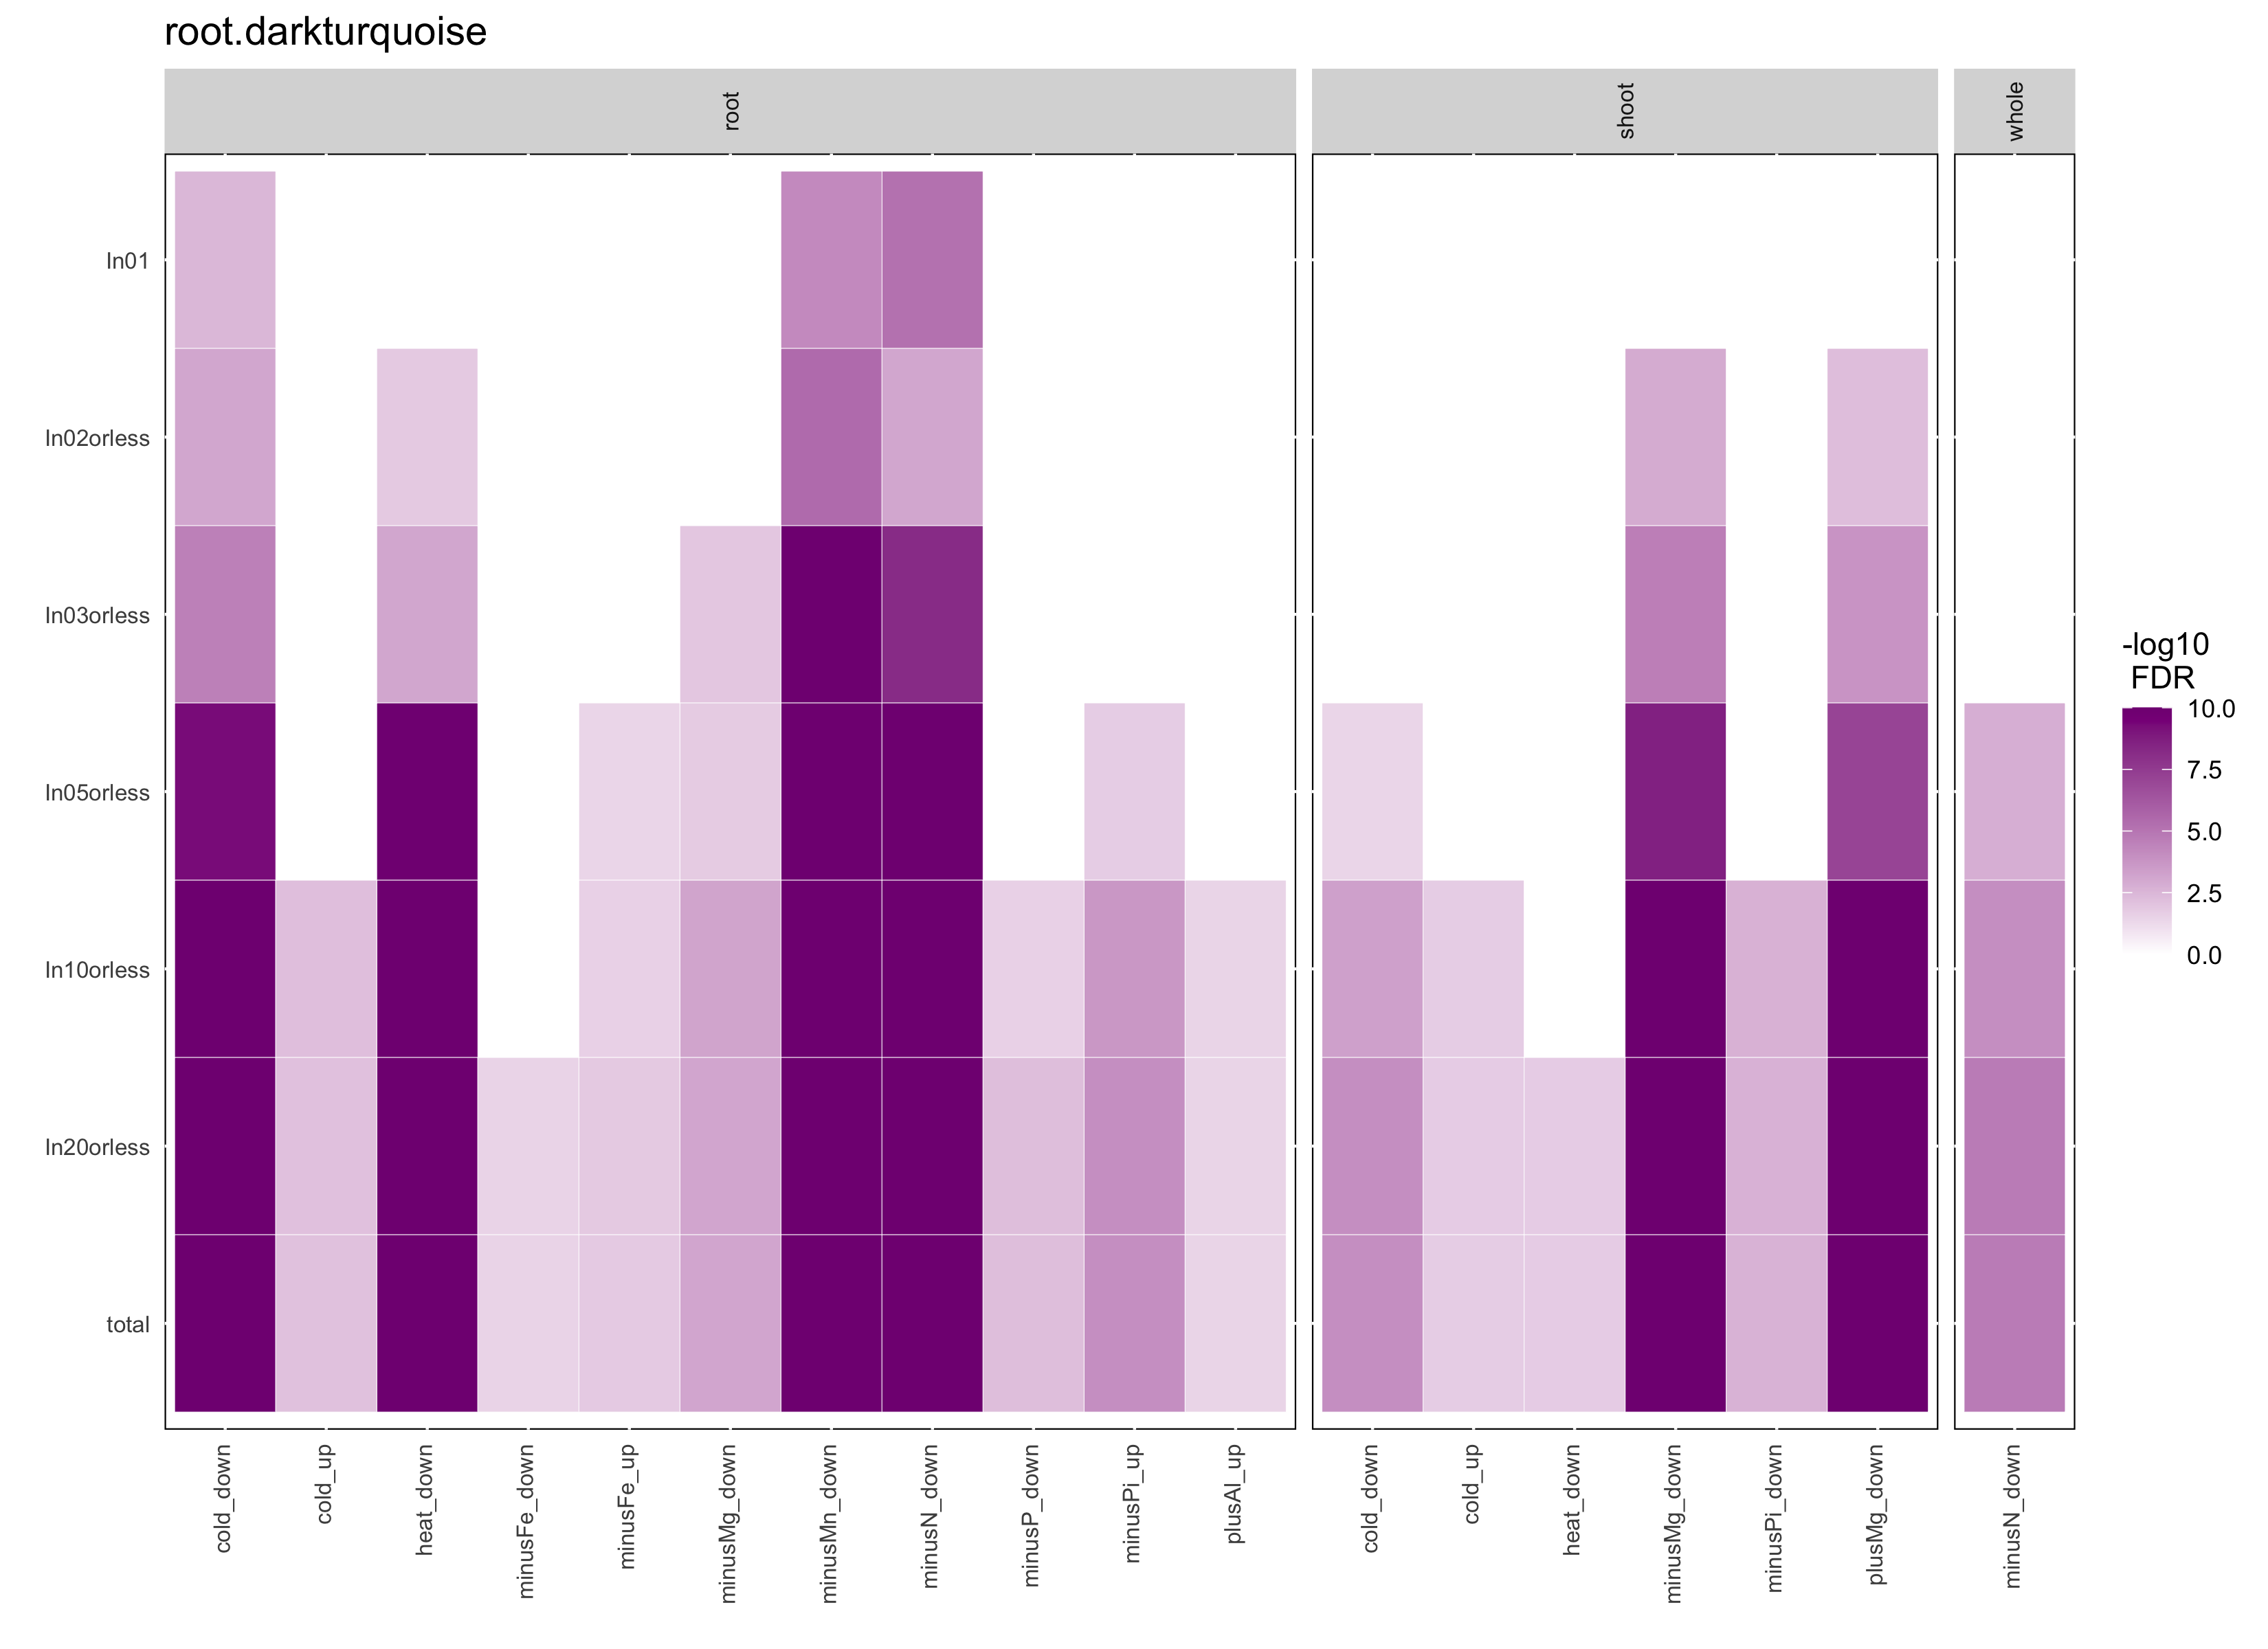 root.darkturquoise
root
shoot
whole
In01
In02orless
In03orless
In05orless
In10orless
In20orless
total
cold_down
cold_up
heat_down
minusFe_down
minusFe_up
minusMg_down
minusMn_down
minusN_down
minusP_down
minusPi_up
plusAl_up
cold_down
cold_up
heat_down
minusMg_down
minusPi_down
plusMg_down
minusN_down
-log10
FDR
10.0
7.5
5.0
2.5
0.0